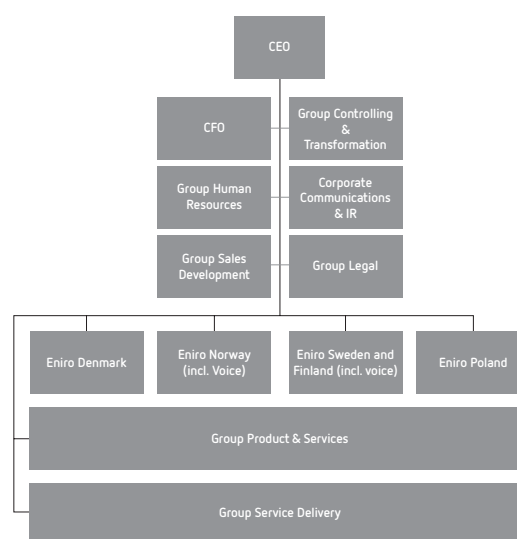 CEO
CFO
Group Controlling
&
Transformation
Group Human
Resources
Corporate
Communications
& IR
Group Sales
Development
Group Legal
Eniro Denmark
Eniro Norway
(incl. Voice)
Eniro Sweden and
Finland (incl. voice)
Eniro Poland
Group Product & Services
Group Service Delivery